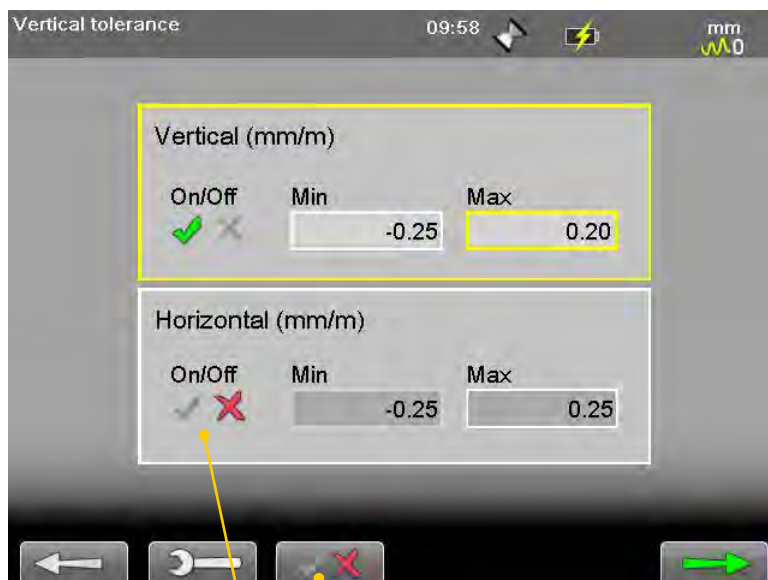 Vertical tolerance 09:58 mm
0
Vertical (mm/m)
On/Off Min Max
-0.25 0.20
Horizontal (mm/m)
On/Off Min Max
-0.25 0.25